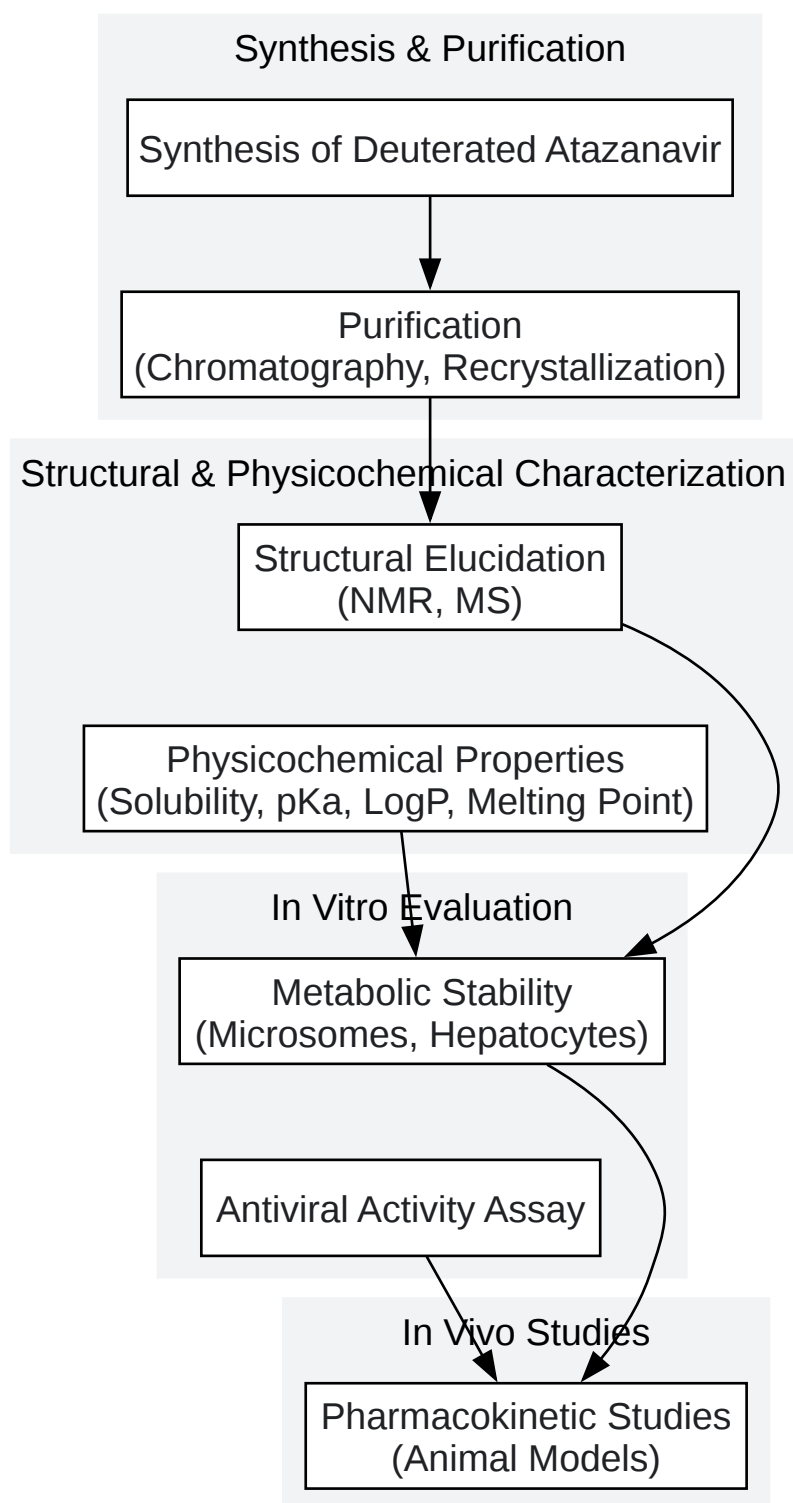 Synthesis & Purification
Synthesis of Deuterated Atazanavir
Purification
(Chromatography, Recrystallization)
Structural & Physicochemical Characterization
Structural Elucidation
(NMR, MS)
Physicochemical Properties
(Solubility, pKa, LogP, Melting Point)
In Vitro Evaluation
Metabolic Stability
(Microsomes, Hepatocytes)
Antiviral Activity Assay
In Vivo Studies
Pharmacokinetic Studies
(Animal Models)